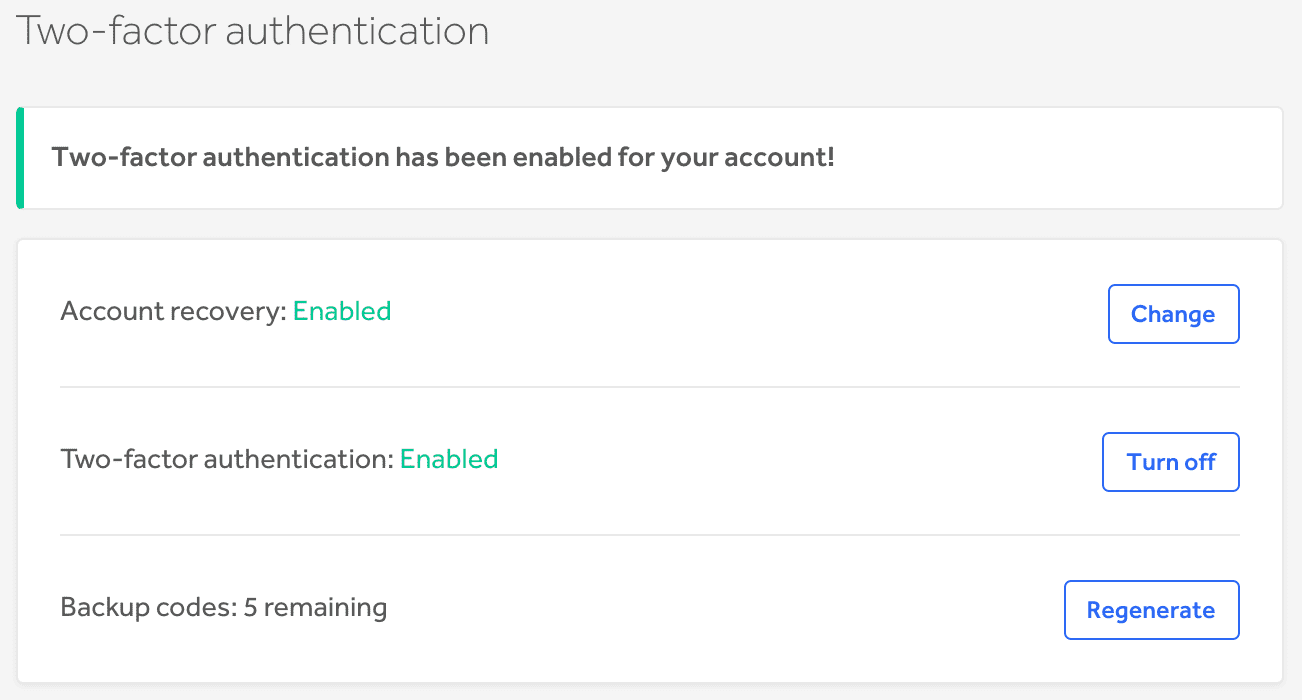 Two-factor authentication
Two-factor authentication has been enabled for your account!
Account recovery: Enabled
Change
Two-factor authentication: Enabled
Turn off
Backup codes: 5 remaining
Regenerate